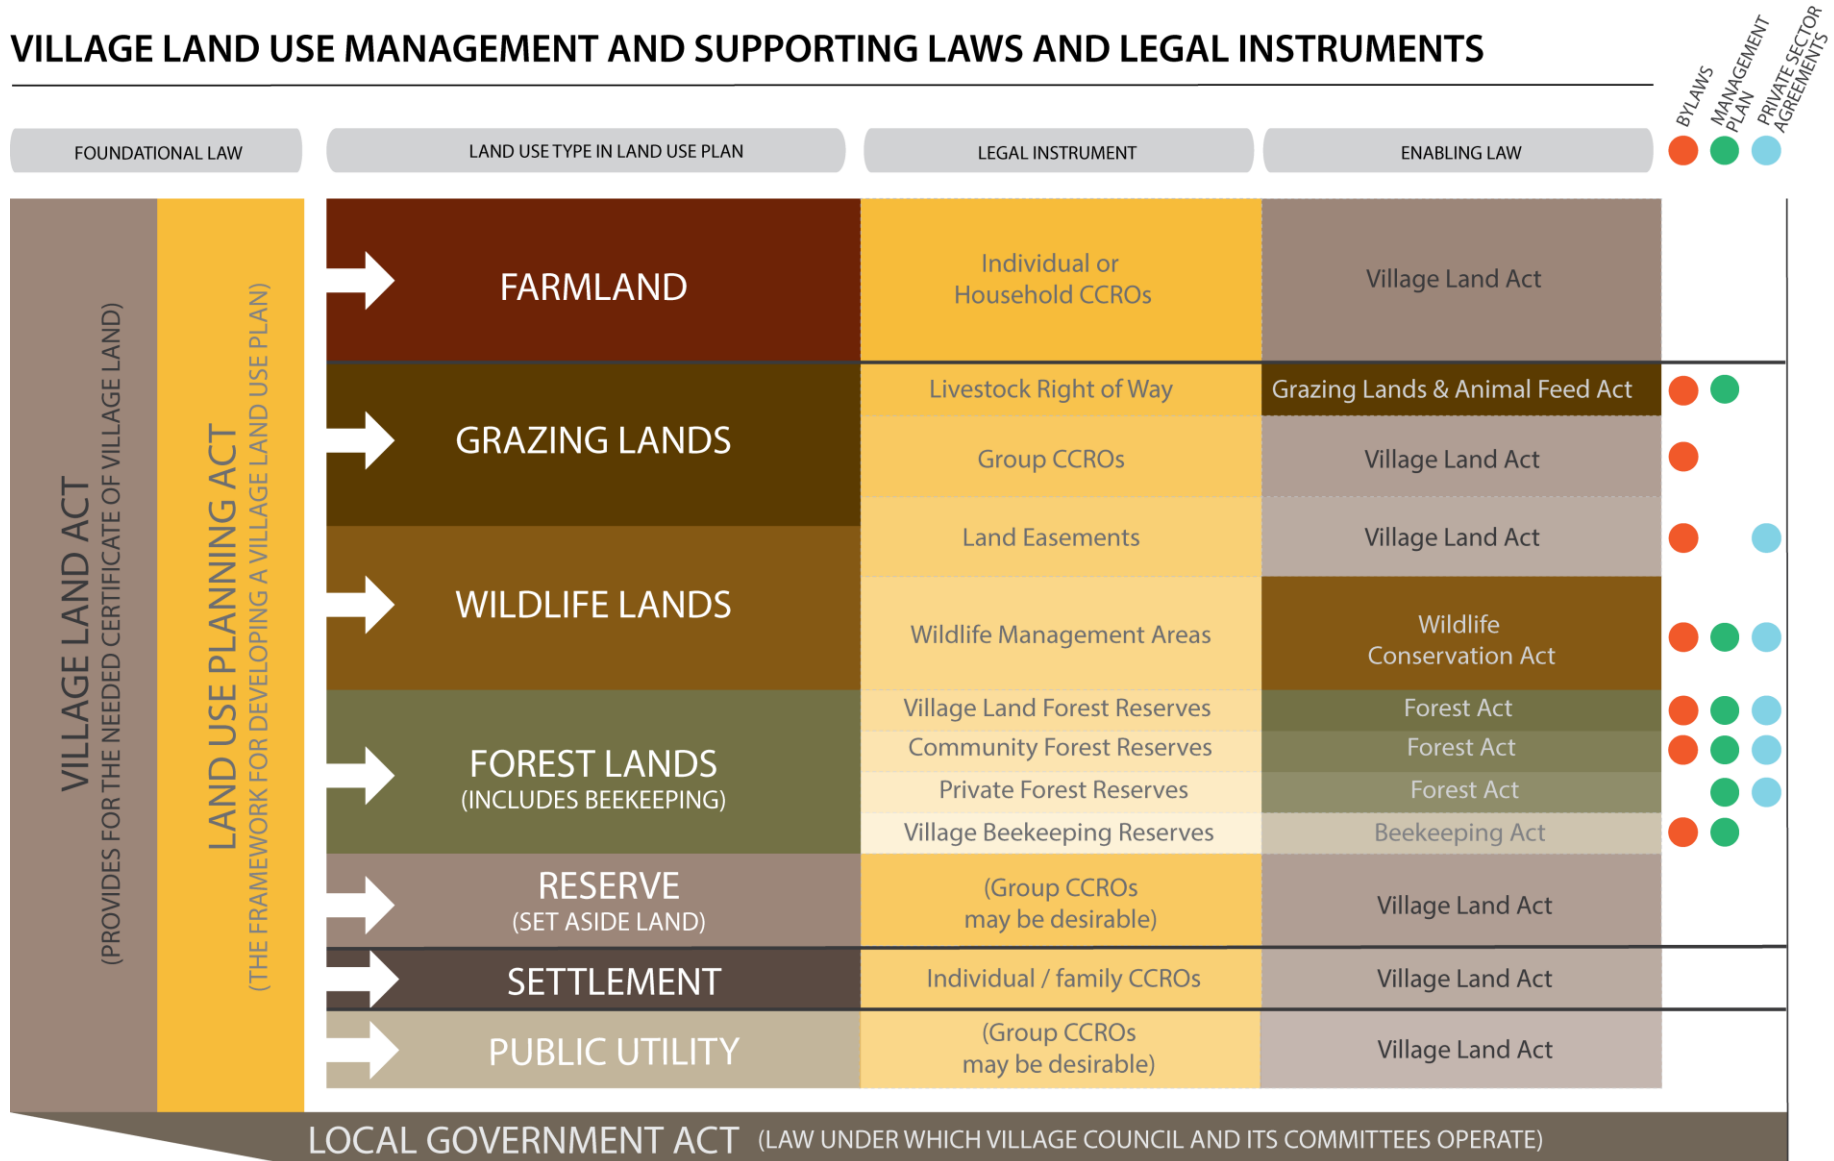 VILLAGE LAND USE MANAGEMENT AND SUPPORTING LAWS AND LEGAL INSTRUMENTS
BYLAWS
MANAGEMENT
PLAN
PRIVATE SECTOR
AGREEMENTS
FOUNDATIONAL LAW
LAND USE TYPE IN LAND USE PLAN
LEGAL INSTRUMENT
ENABLING LAW
VILLAGE LAND ACT
(PROVIDES FOR THE NEEDED CERTIFICATE OF VILLAGE LAND)
LAND USE PLANNING ACT
(THE FRAMEWORK FOR DEVELOPING A VILLAGE LAND USE PLAN)
FARMLAND
Individual or
Household CCROs
Village Land Act
GRAZING LANDS
Livestock Right of Way
Grazing Lands & Animal Feed Act
Group CCROs
Village Land Act
Land Easements
Village Land Act
WILDLIFE LANDS
Wildlife Management Areas
Wildlife
Conservation Act
FOREST LANDS
(INCLUDES BEEKEEPING)
Village Land Forest Reserves
Forest Act
Community Forest Reserves
Forest Act
Private Forest Reserves
Forest Act
Village Beekeeping Reserves
Beekeeping Act
RESERVE
(SET ASIDE LAND)
(Group CCROs
may be desirable)
Village Land Act
SETTLEMENT
Individual / family CCROs
Village Land Act
PUBLIC UTILITY
(Group CCROs
may be desirable)
Village Land Act
LOCAL GOVERNMENT ACT (LAW UNDER WHICH VILLAGE COUNCIL AND ITS COMMITTEES OPERATE)